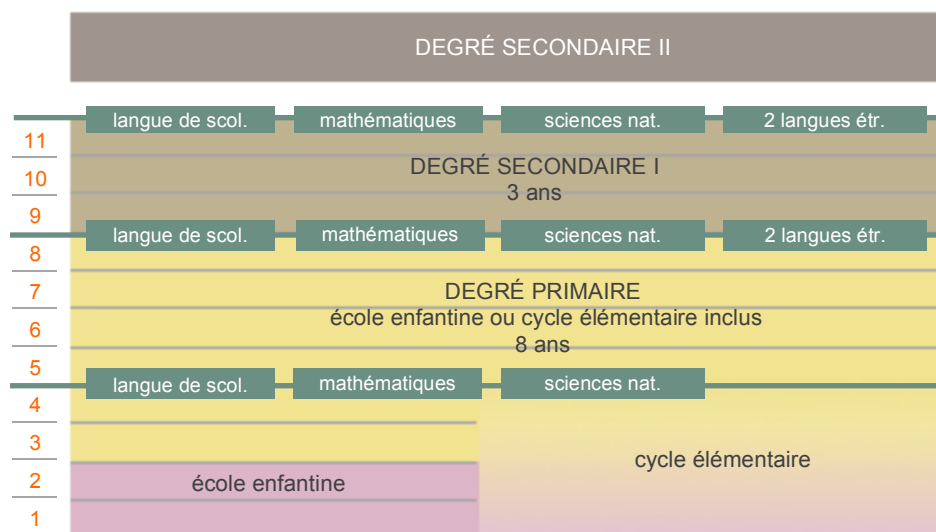 DEGRÉ SECONDAIRE II
langue de scol. mathématiques sciences nat. 2 langues étr.
11
DEGRÉ SECONDAIRE I
10
3 ans
9
langue de scol. mathématiques sciences nat. 2 langues étr.
8
7
DEGRÉ PRIMAIRE
école enfantine ou cycle élémentaire inclus
6
8 ans
5
langue de scol. mathématiques sciences nat.
4
3
cycle élémentaire
2
école enfantine
1